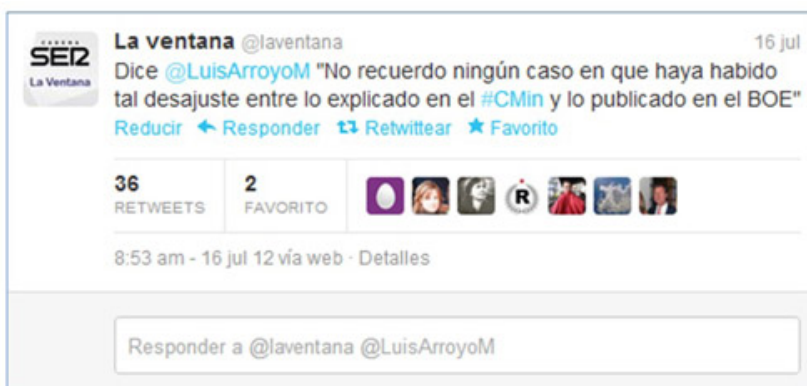 SER
La Ventana
La ventana @laventana 16 jul
Dice @LuisArroyoM "No recuerdo ningún caso en que haya habido
tal desajuste entre lo explicado en el #CMin y lo publicado en el BOE"
Reducir Responder Retwittear Favorito
36 2
RETWEETS FAVORITO
R
8:53 am - 16 jul 12 vía web · Detalles
Responder a @laventana @LuisArroyoM